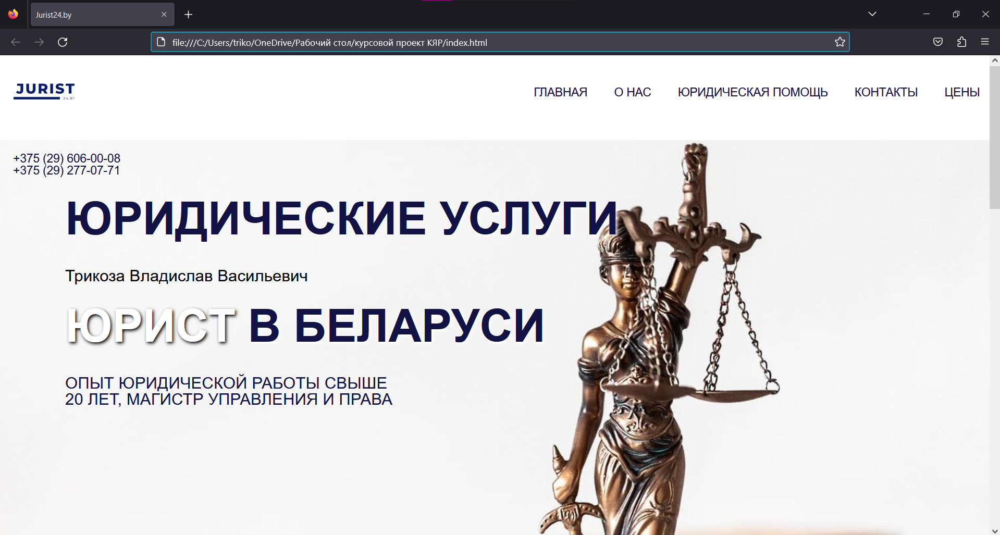 Jurist24.by
file:///C:/Users/triko/OneDrive/Рабочий стол/курсовой проект КЯР/index.html
JURIST
24.BY
ГЛАВНАЯ О НАС ЮРИДИЧЕСКАЯ ПОМОЩЬ КОНТАКТЫ ЦЕНЫ
+375 (29) 606-00-08
+375 (29) 277-07-71
ЮРИДИЧЕСКИЕ УСЛУГИ
Трикоза Владислав Васильевич
ЮРИСТ В БЕЛАРУСИ
ОПЫТ ЮРИДИЧЕСКОЙ РАБОТЫ СВЫШЕ
20 ЛЕТ, МАГИСТР УПРАВЛЕНИЯ И ПРАВА